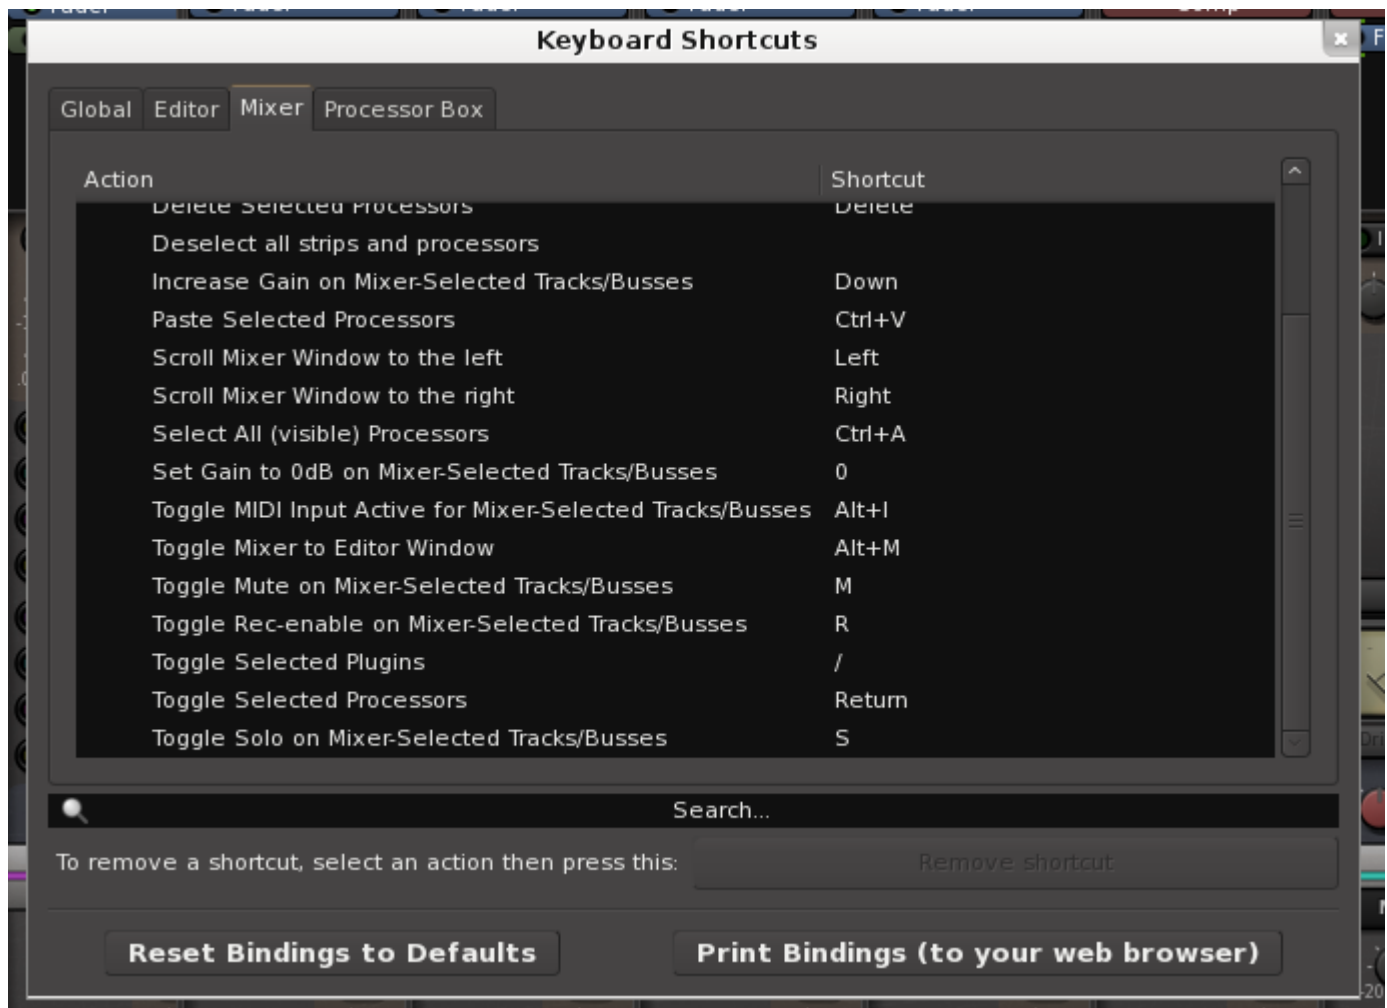 Keyboard Shortcuts
F
Global Editor Mixer Processor Box
Action Shortcut
Delete Selected Processors Delete
Deselect all strips and processors
Increase Gain on Mixer-Selected Tracks/Busses Down
Paste Selected Processors Ctrl+V
Scroll Mixer Window to the left Left
Scroll Mixer Window to the right Right
Select All (visible) Processors Ctrl+A
Set Gain to 0dB on Mixer-Selected Tracks/Busses 0
Toggle MIDI Input Active for Mixer-Selected Tracks/Busses Alt+I
Toggle Mixer to Editor Window Alt+M
Toggle Mute on Mixer-Selected Tracks/Busses M
Toggle Rec-enable on Mixer-Selected Tracks/Busses R
Toggle Selected Plugins /
Toggle Selected Processors Return
Toggle Solo on Mixer-Selected Tracks/Busses S
Dri
Search...
To remove a shortcut, select an action then press this: Remove shortcut
Reset Bindings to Defaults Print Bindings (to your web browser)
-20